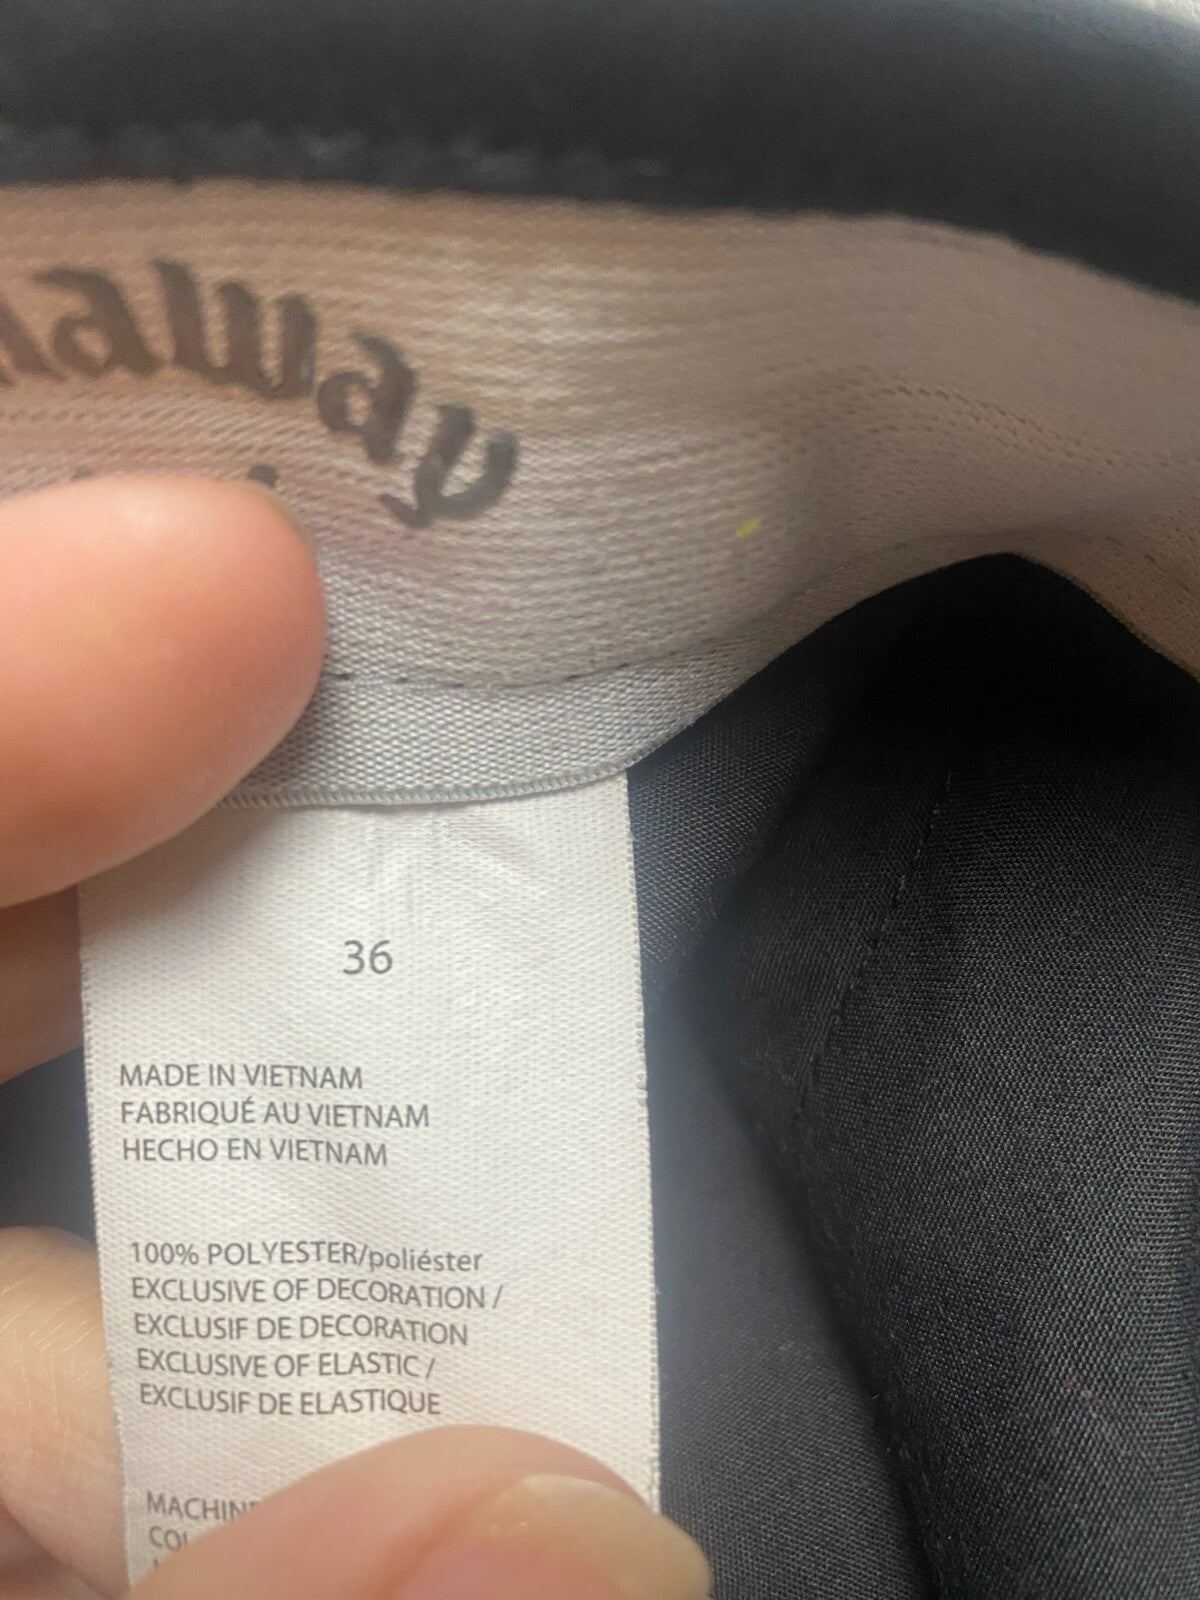 36
MADE IN VIETNAM
FABRIQUÉ AU VIETNAM
HECHO EN VIETNAM
100% POLYESTER/poliéster
EXCLUSIVE OF DECORATION /
EXCLUSIF DE DECORATION
EXCLUSIVE OF ELASTIC /
EXCLUSIF DE ELASTIQUE
MACHINE